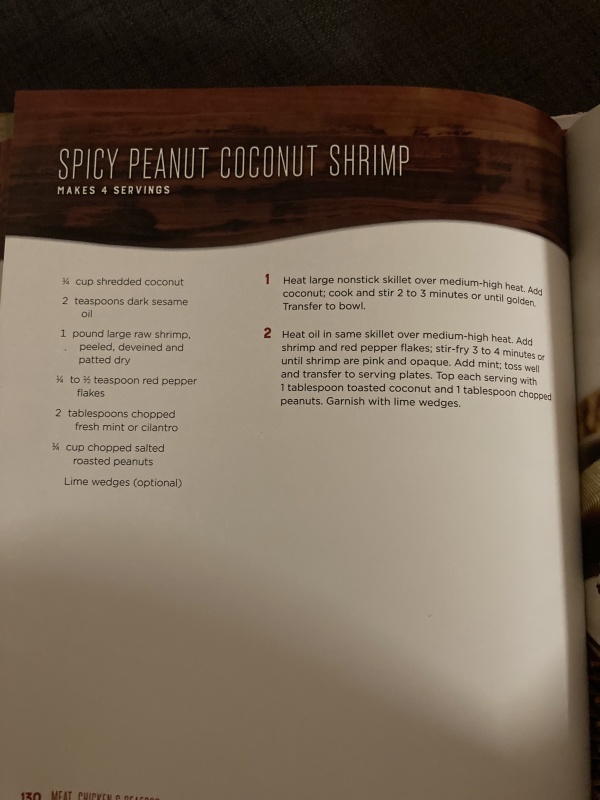 SPICY PEANUT COCONUT SHRIMP
MAKES 4 SERVINGS
¼ cup shredded coconut
2 teaspoons dark sesame
oil
1 pound large raw shrimp,
peeled, deveined and
patted dry
¼ to ½ teaspoon red pepper
flakes
2 tablespoons chopped
fresh mint or cilantro
¼ cup chopped salted
roasted peanuts
Lime wedges (optional)
1 Heat large nonstick skillet over medium-high heat. Add
coconut; cook and stir 2 to 3 minutes or until golden.
Transfer to bowl.
2 Heat oil in same skillet over medium-high heat. Add
shrimp and red pepper flakes; stir-fry 3 to 4 minutes or
until shrimp are pink and opaque. Add mint; toss well
and transfer to serving plates. Top each serving with
1 tablespoon toasted coconut and 1 tablespoon chopped
peanuts. Garnish with lime wedges.
130 MEAT, CHICKEN & SEAFOOD